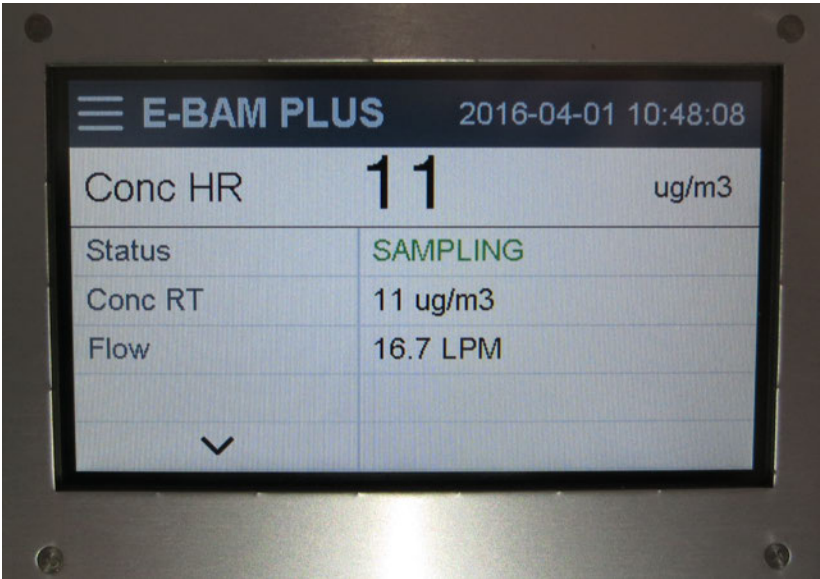 E-BAM PLUS 2016-04-01 10:48:08
Conc HR 11 ug/m3
Status SAMPLING
Conc RT 11 ug/m3
Flow 16.7 LPM